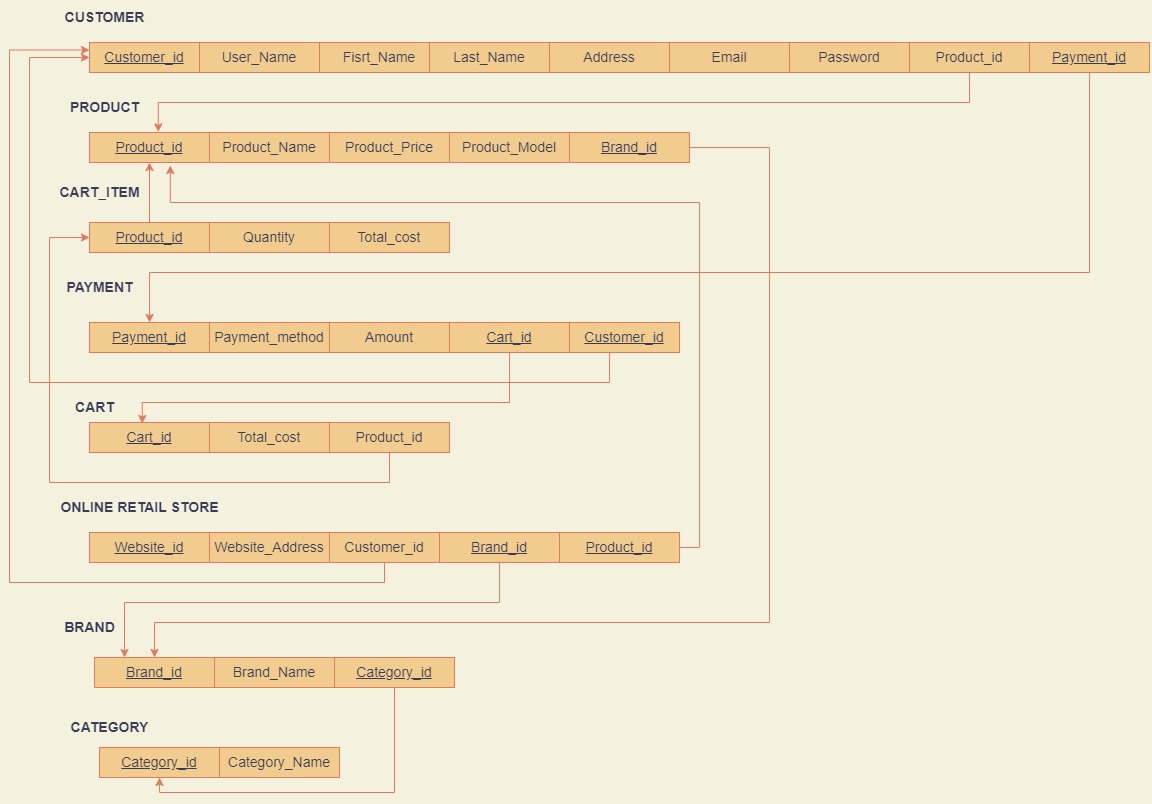 CUSTOMER
Customer_id User_Name Fisrt_Name Last_Name Address Email Password Product_id Payment_id
PRODUCT
Product_id Product_Name Product_Price Product_Model Brand_id
CART_ITEM
Product_id Quantity Total_cost
PAYMENT
Payment_id Payment_method Amount Cart_id Customer_id
CART
Cart_id Total_cost Product_id
ONLINE RETAIL STORE
Website_id Website_Address Customer_id Brand_id Product_id
BRAND
Brand_id Brand_Name Category_id
CATEGORY
Category_id Category_Name